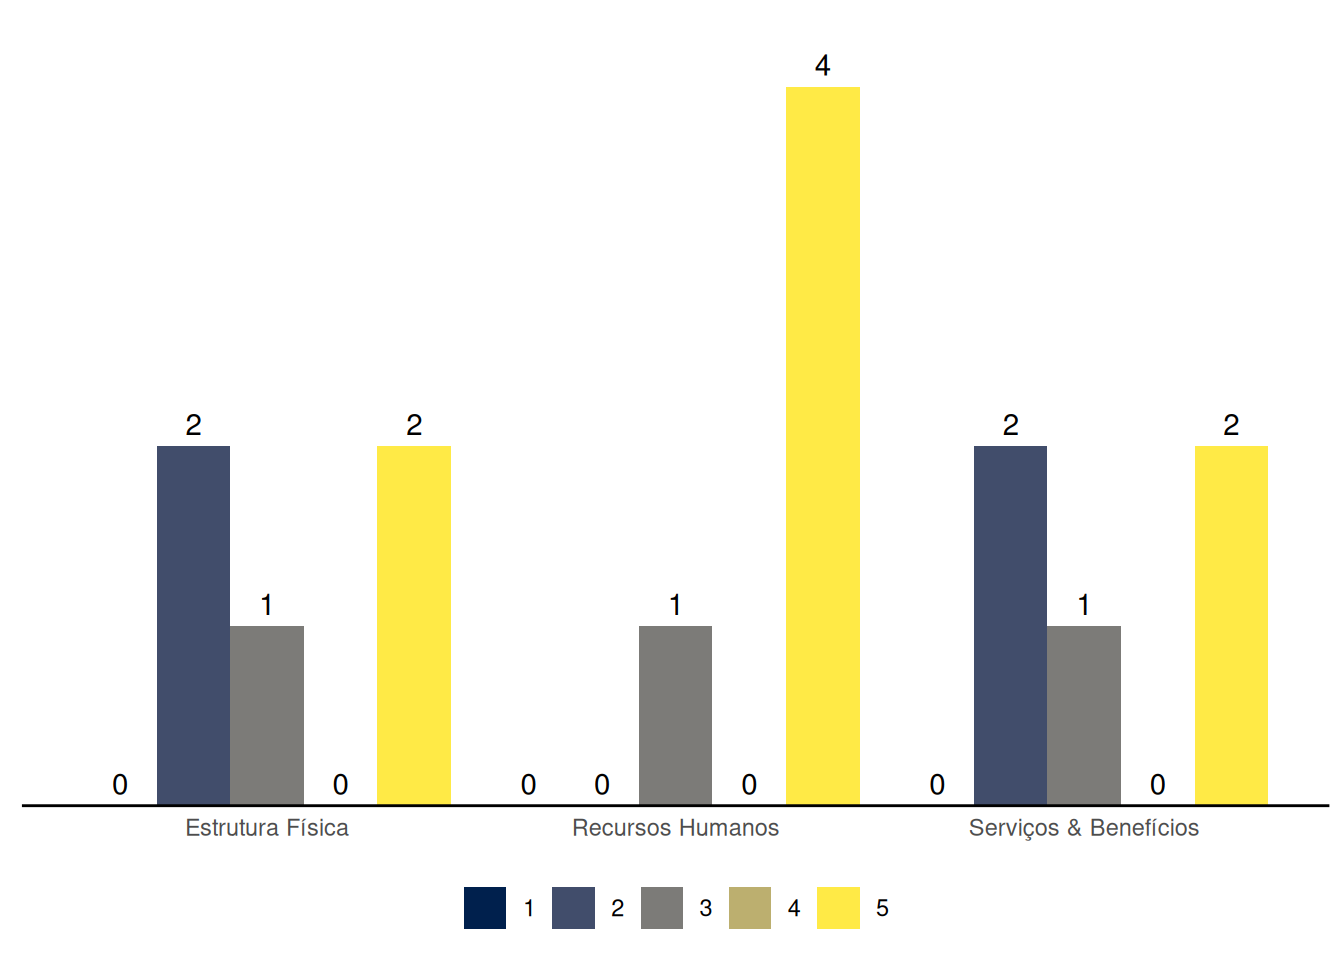 4
2 2 2 2
1 1 1
0 0 0 0 0 0 0
Estrutura Física Recursos Humanos Serviços & Benefícios
1 2 3 4 5